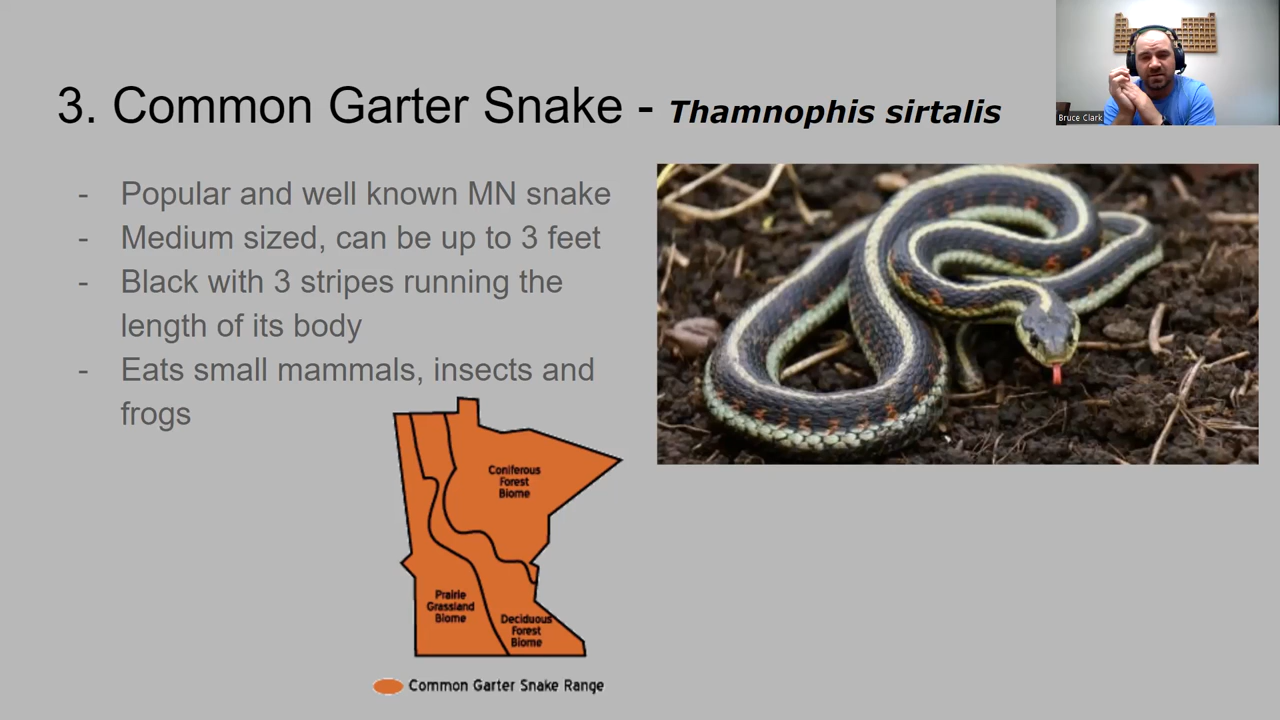 3. Common Garter Snake - Thamnophis sirtalis
Bruce Clark
- Popular and well known MN snake
- Medium sized, can be up to 3 feet
- Black with 3 stripes running the
length of its body
- Eats small mammals, insects and
frogs
Coniferous
Forest
Biome
Prairie
Grassland
Biome
Deciduous
Forest
Biome
Common Garter Snake Range